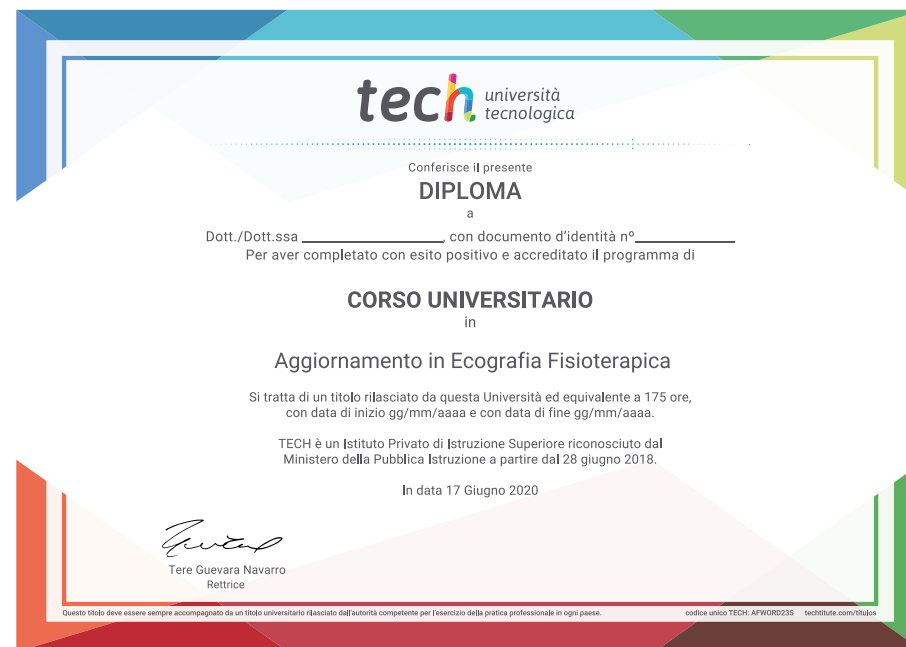 tech università
tecnologica
Conferisce il presente
DIPLOMA
a
Dott./Dott.ssa ____________________, con documento d'identità nº______________
Per aver completato con esito positivo e accreditato il programma di
CORSO UNIVERSITARIO
in
Aggiornamento in Ecografia Fisioterapica
Si tratta di un titolo rilasciato da questa Università ed equivalente a 175 ore,
con data di inizio gg/mm/aaaa e con data di fine gg/mm/aaaa.
TECH è un Istituto Privato di Istruzione Superiore riconosciuto dal
Ministero della Pubblica Istruzione a partire dal 28 giugno 2018.
In data 17 Giugno 2020
Tere Guevara Navarro
Rettrice
Questo titolo deve essere sempre accompagnato da un titolo universitario rilasciato dall'autorità competente per l'esercizio della pratica professionale in ogni paese. codice unico TECH: AFWORD23S techtitute.com/títulos